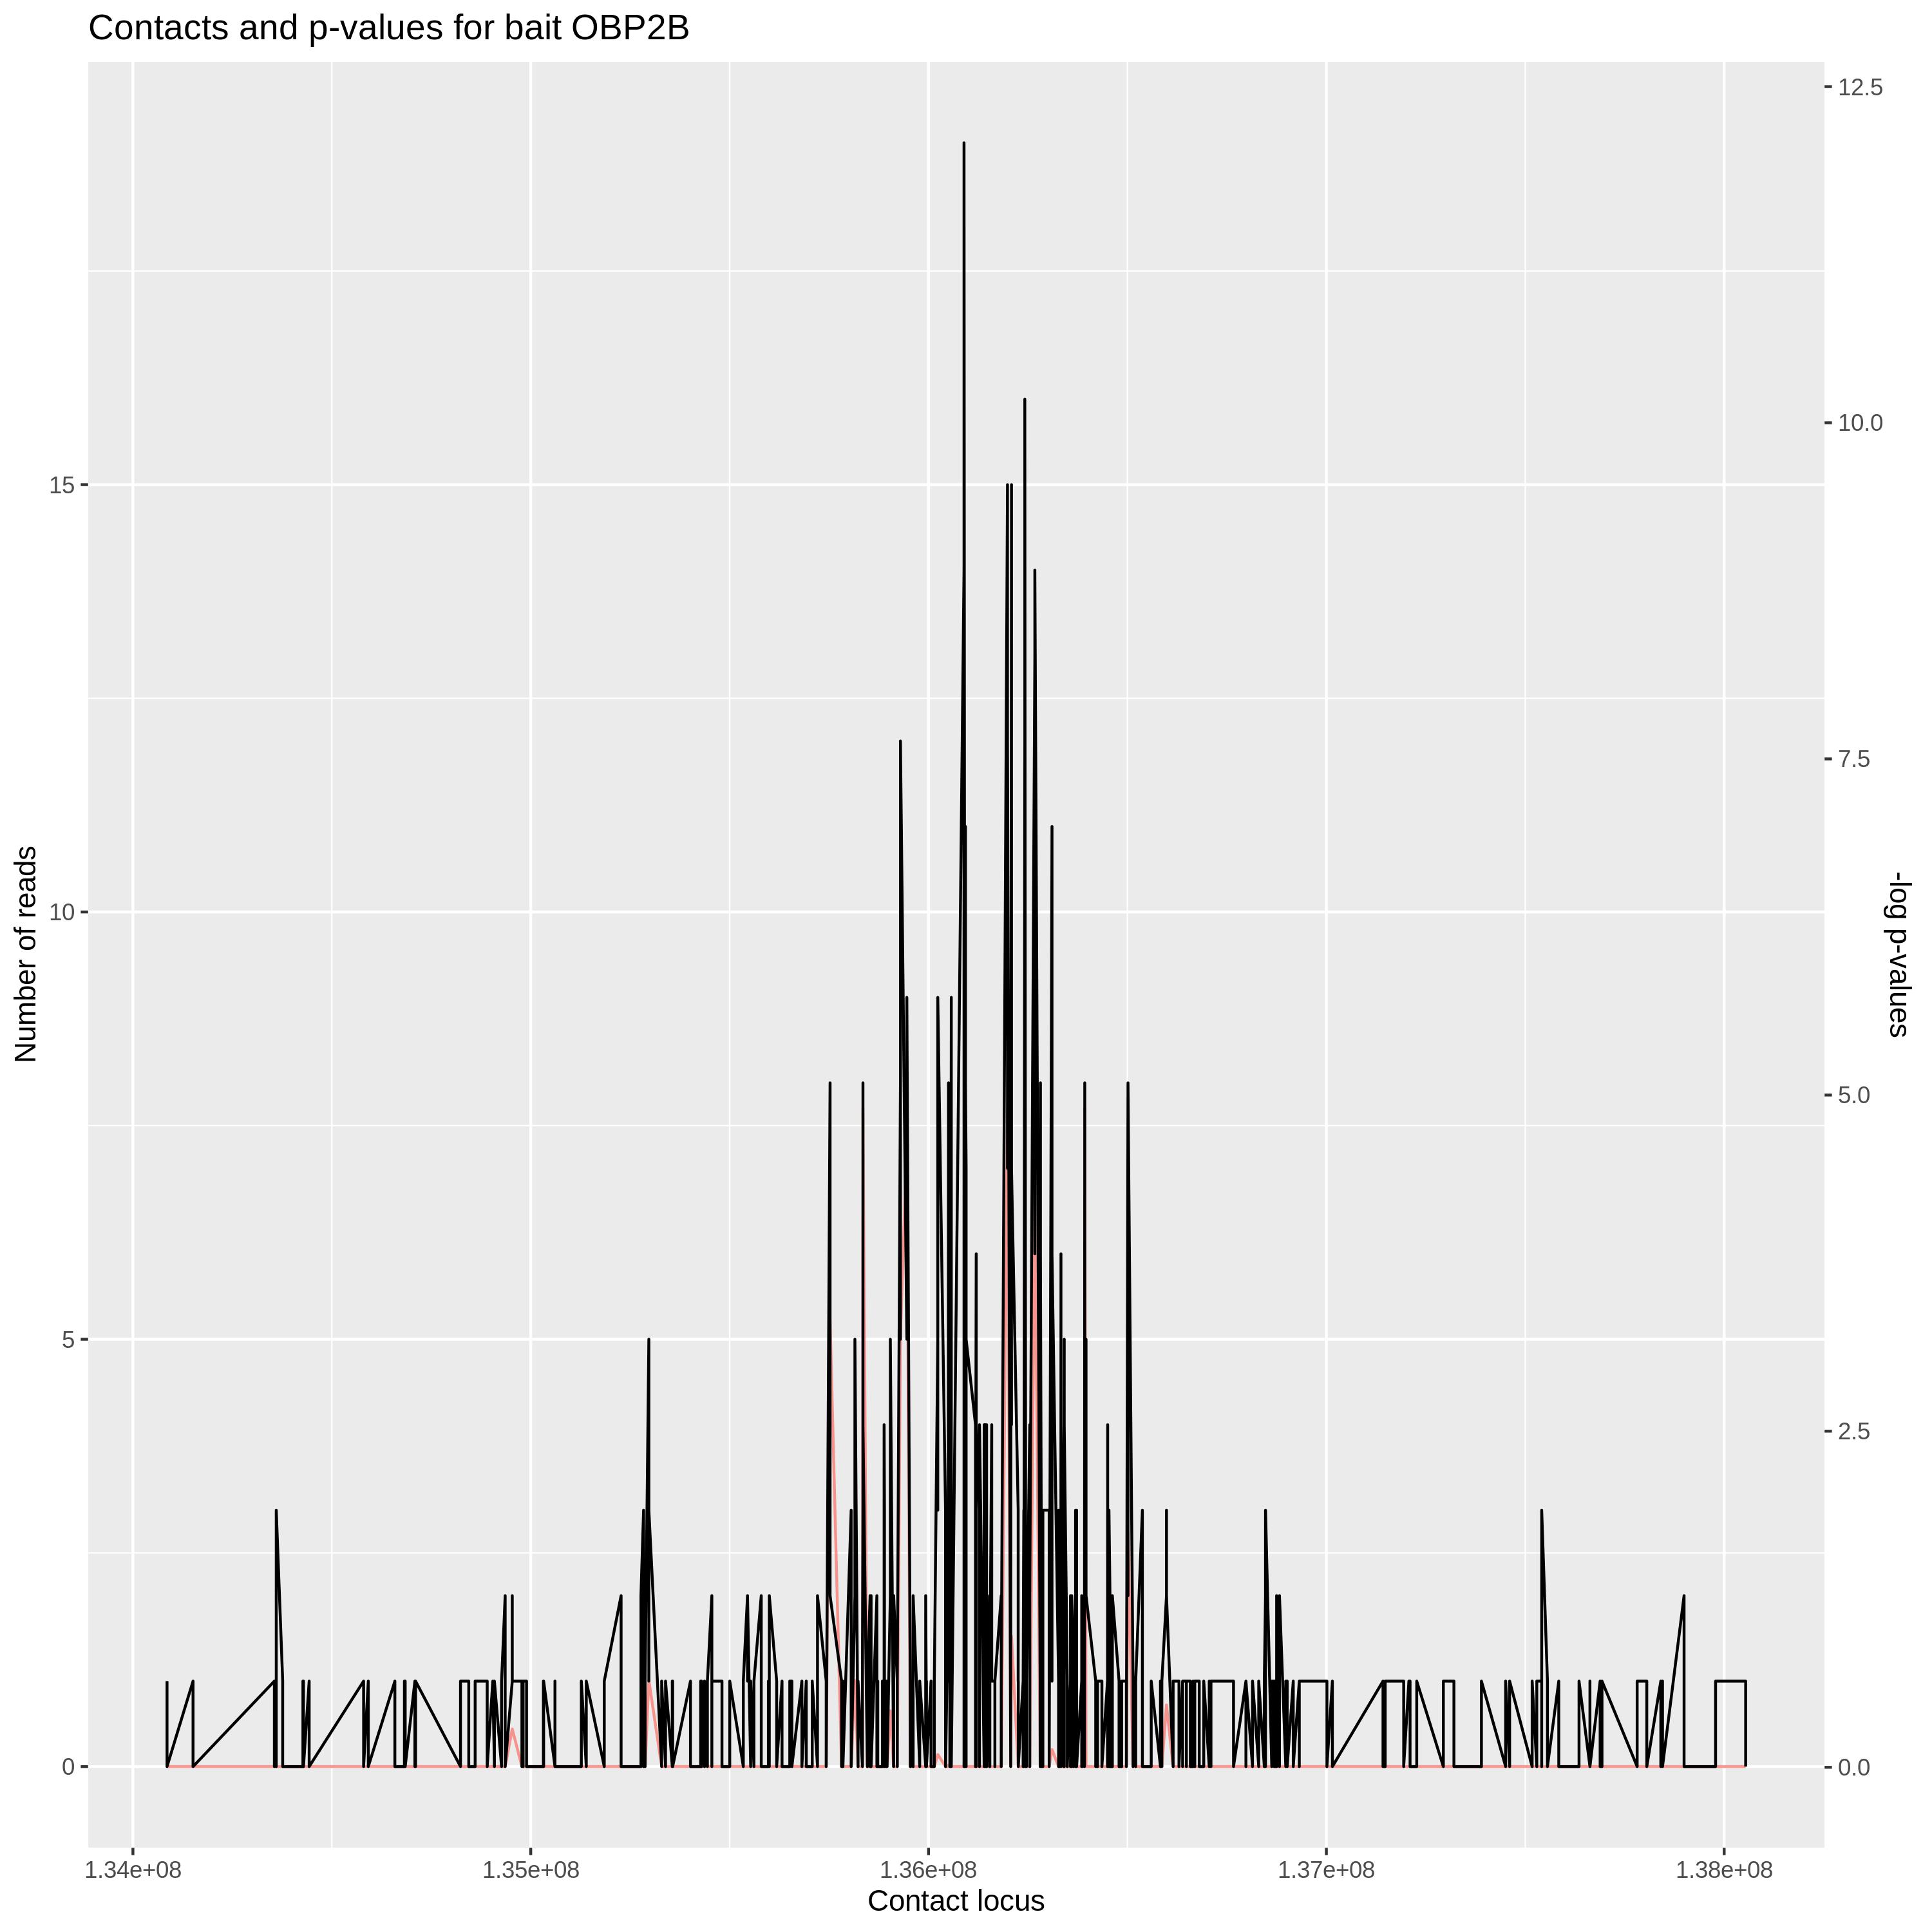 Contacts and p-values for bait OBP2B
Number of reads
15
10
5
0
12.5
10.0
7.5
5.0
2.5
0.0
-log p-values
1.34e+08
1.35e+08
1.36e+08
1.37e+08
1.38e+08
Contact locus